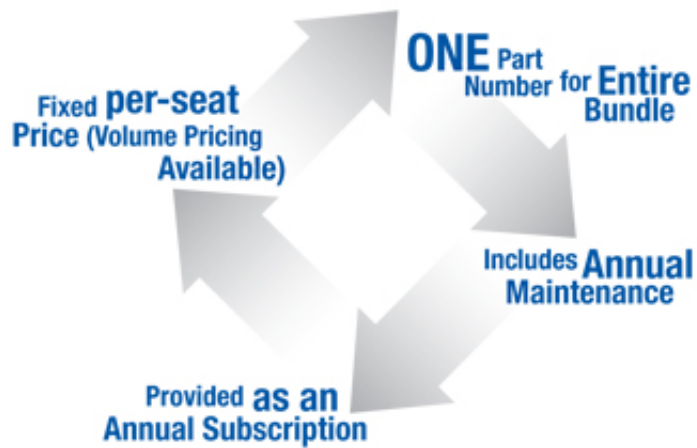 ONE Part
Number for Entire
Bundle
Includes Annual
Maintenance
Provided as an
Annual Subscription
Fixed per-seat
Price (Volume Pricing
Available)